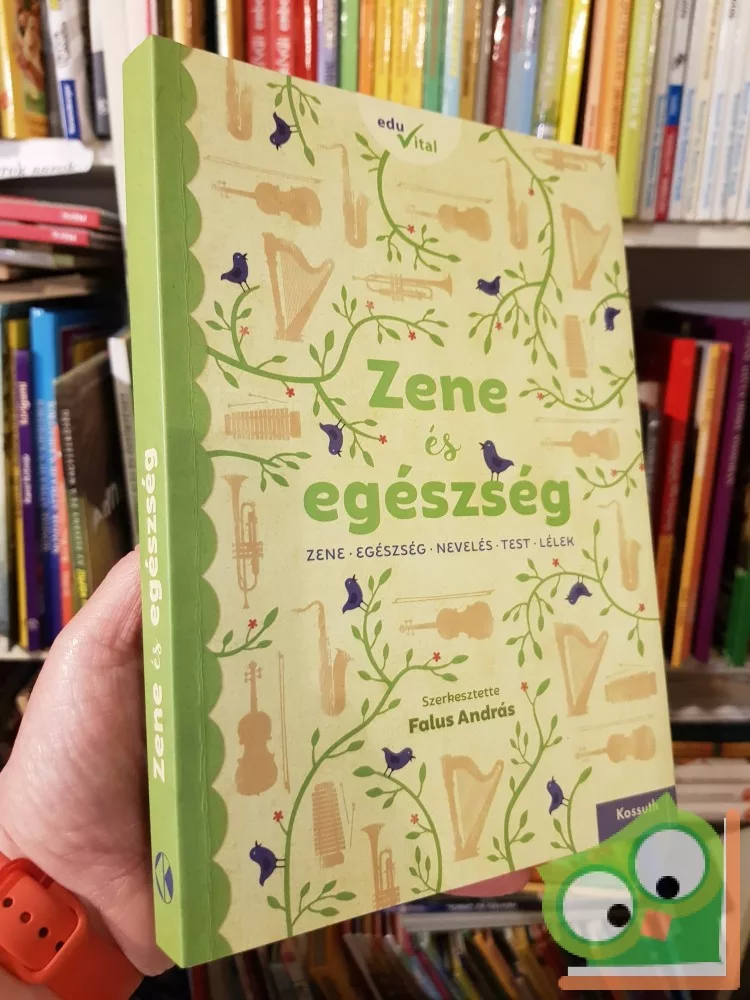 edu
Vital
Zene
és
egészség
ZENE · EGÉSZSÉG · NEVELÉS · TEST · LÉLEK
Szerkesztette
Falus András
Kossuth
Zene és egészség